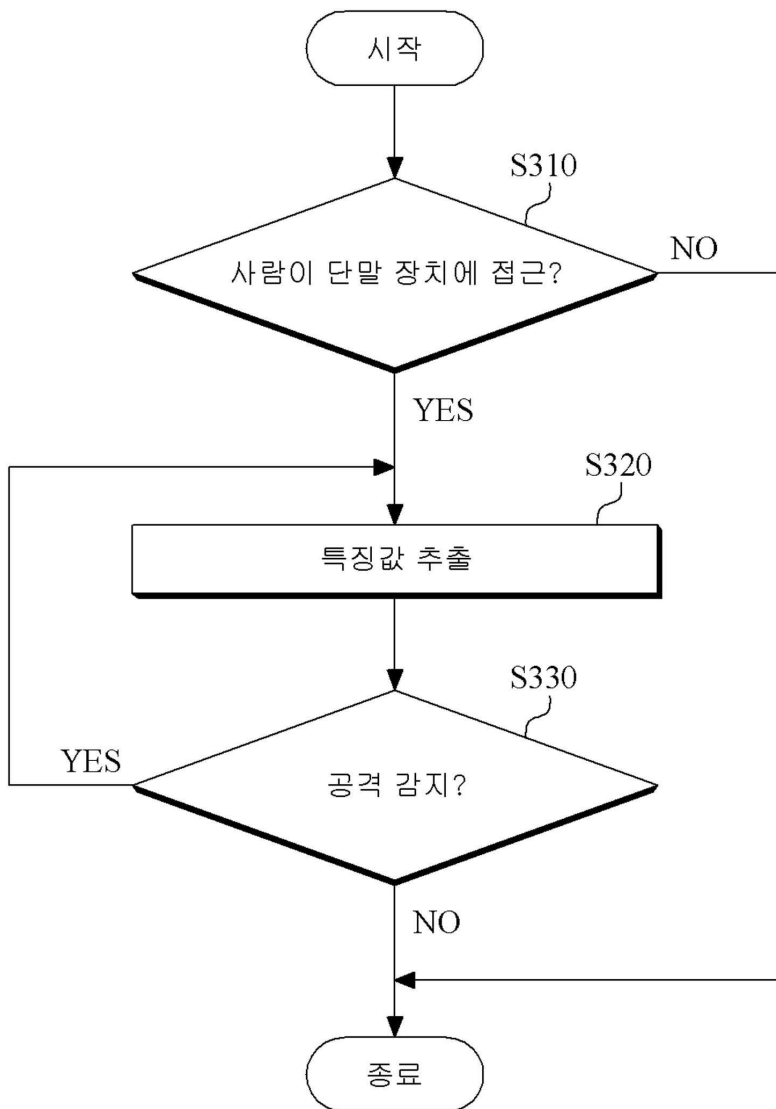 시작
S310
사람이 단말 장치에 접근?
NO
YES
S320
특징값 추출
S330
YES
공격 감지?
NO
종료